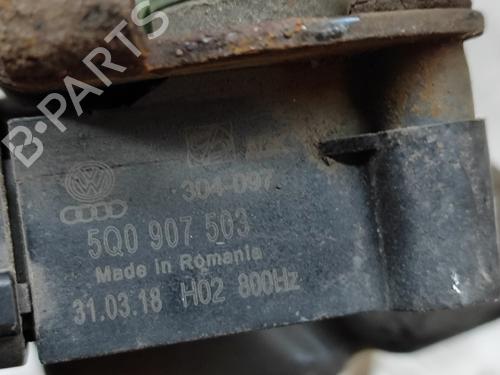 B-PARTS
304-097
5Q0 907 503
Made in Romania
31.03.18 H02 800Hz